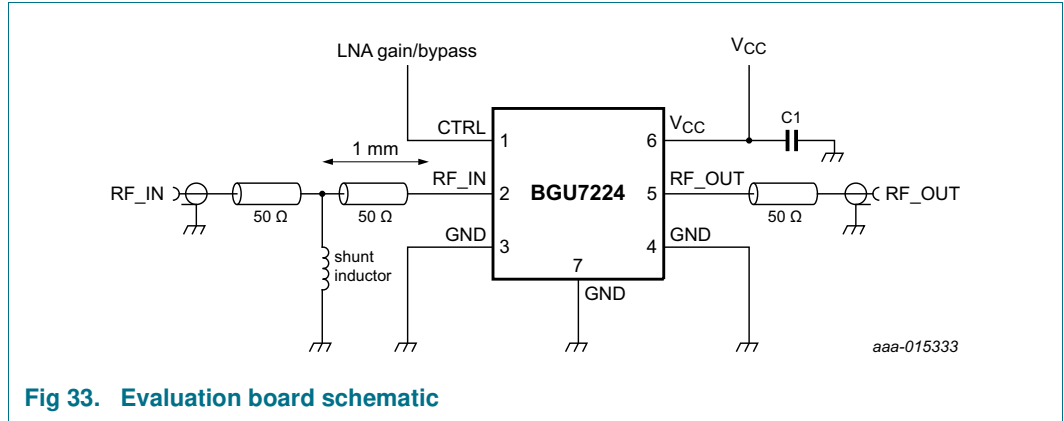 LNA gain/bypass
VCC
CTRL
1
6
VCC
C1
1 mm
RF_IN
RF_IN
2
BGU7224
5
RF_OUT
RF_OUT
50 Ω
50 Ω
50 Ω
GND
3
4
GND
shunt
inductor
7
GND
aaa-015333
Fig 33. Evaluation board schematic